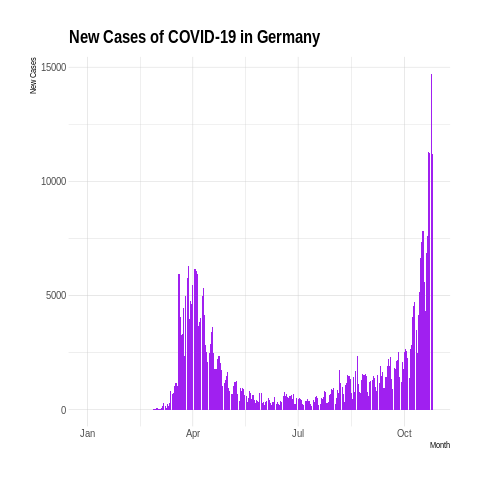 New Cases of COVID-19 in Germany
New Cases
15000
10000
5000
0
Jan Apr Jul Oct
Month